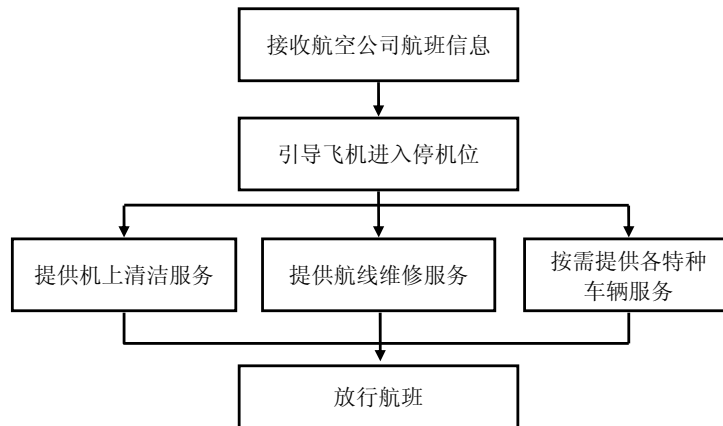 接收航空公司航班信息
引导飞机进入停机位
提供机上清洁服务
提供航线维修服务
按需提供各特种
车辆服务
放行航班